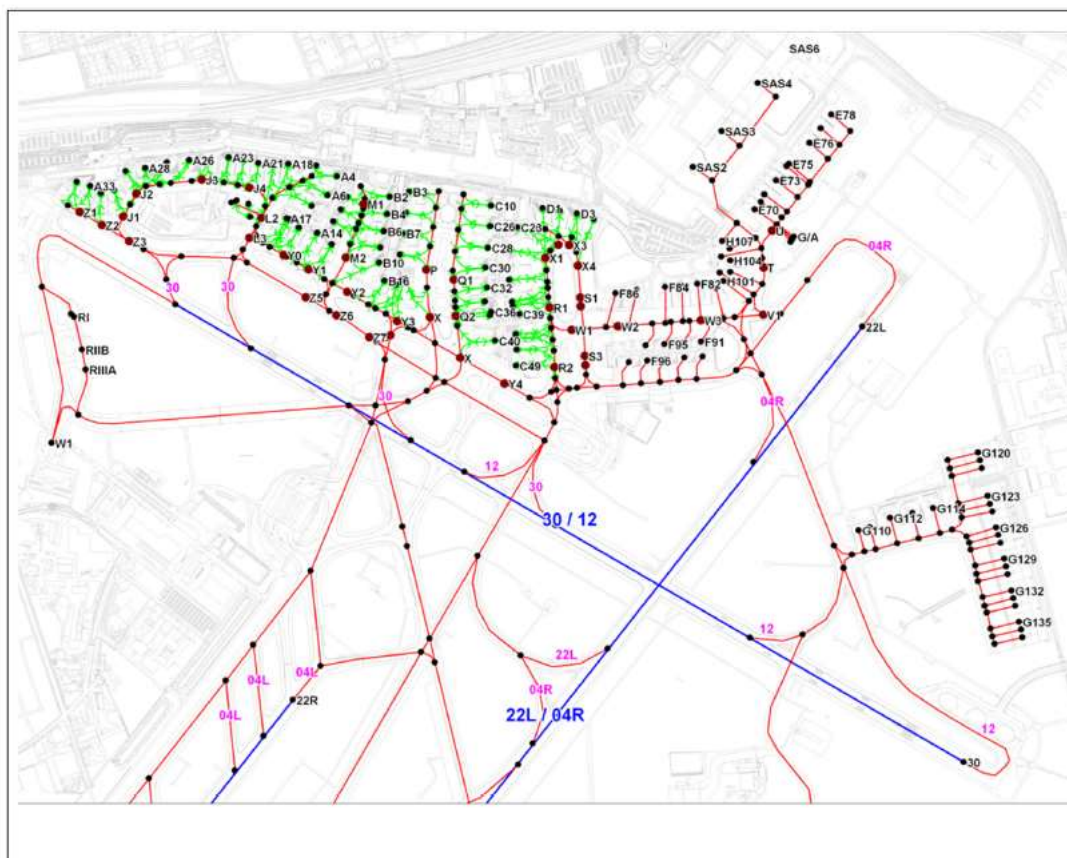 SAS6
SAS4
E78
SAS3
E76
A23
A26
A21
A18
A28
SAS2
E75
A4
E73
A33
J3
J4
A6
B2
B3
J2
M1
C10
D1
D3
E70
Z1
J1
L2
A17
B4
Z2
A14
B6
B7
C26
C28
U
G/A
Z3
L3
H107
X3
04R
Y0
M2
C28
X1
H104
B10
X4
T
Y1
P
C30
Q1
B16
H101
30
30
Y2
C32
F86
F84
F82
Z5
S1
R1
RI
Z6
Y3
X
Q2
C36
C39
W1
W2
W3
V1
22L
Z7
C40
F95
F91
RIIB
X
S3
F96
RIIIA
C49
R2
Y4
30
04R
W1
G120
12
30
G123
30 / 12
G114
G112
G110
G126
G129
G132
G135
12
22L
04L
04L
04R
22R
04L
22L / 04R
12
30